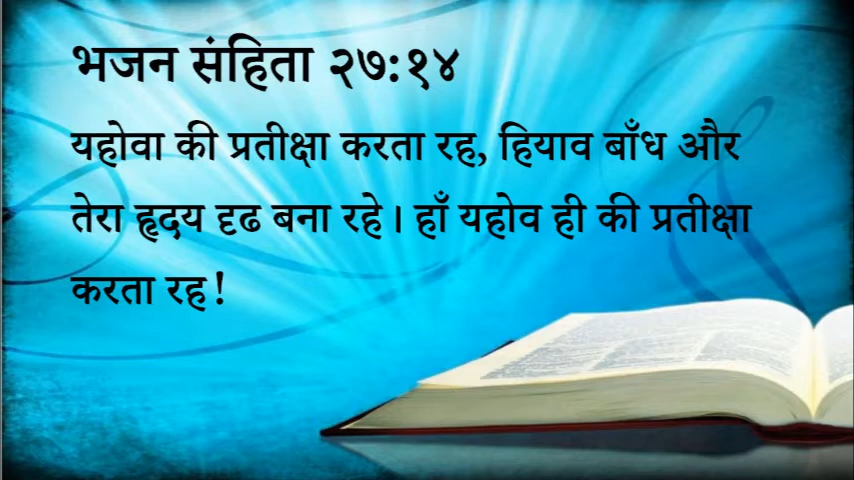 भजन संहिता २७:१४
यहोवा की प्रतीक्षा करता रह, हियाव बाँध और
तेरा हृदय दृढ बना रहे। हाँ यहोव ही की प्रतीक्षा
करता रह!